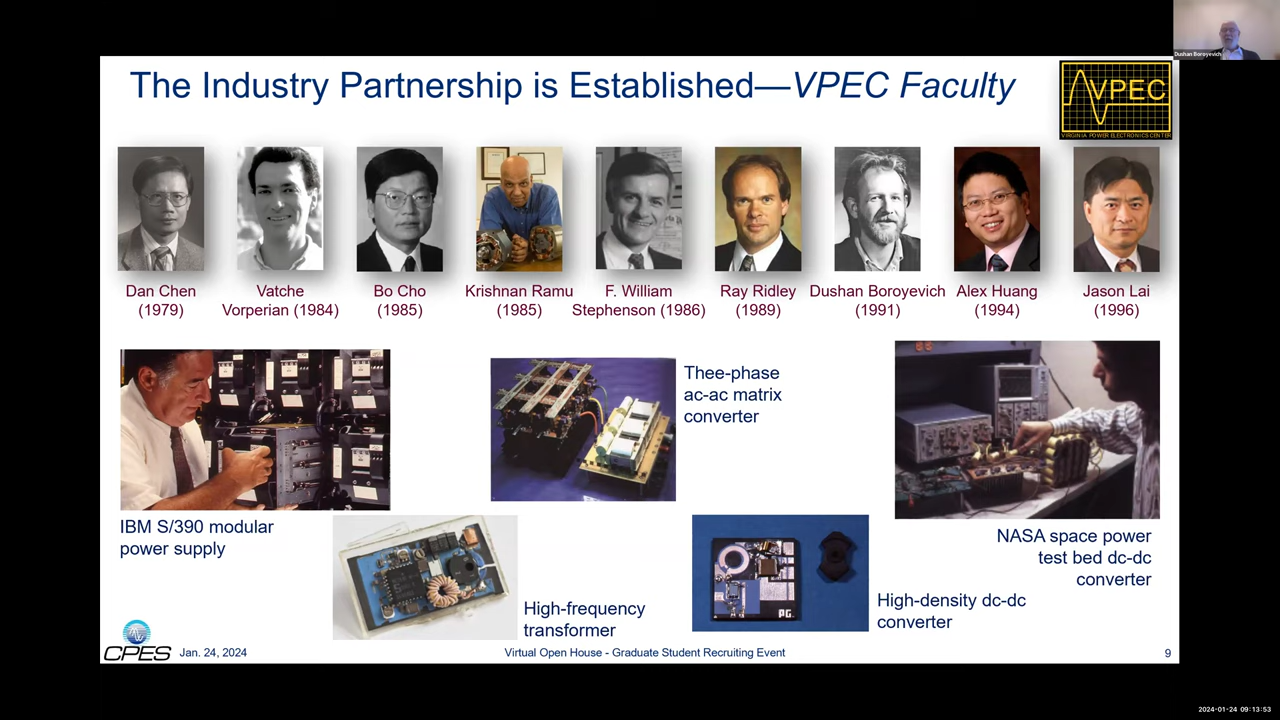 Dushan Boroyevich
The Industry Partnership is Established—VPEC Faculty
VPEC
VIRGINIA POWER ELECTRONICS CENTER
Dan Chen
(1979)
Vatche
Vorperian (1984)
Bo Cho
(1985)
Krishnan Ramu
(1985)
F. William
Stephenson (1986)
Ray Ridley
(1989)
Dushan Boroyevich
(1991)
Alex Huang
(1994)
Jason Lai
(1996)
Thee-phase
ac-ac matrix
converter
IBM S/390 modular
power supply
NASA space power
test bed dc-dc
converter
High-frequency
transformer
PG
High-density dc-dc
converter
CPES
Jan. 24, 2024
Virtual Open House - Graduate Student Recruiting Event
9
2024-01-24 09:13:53